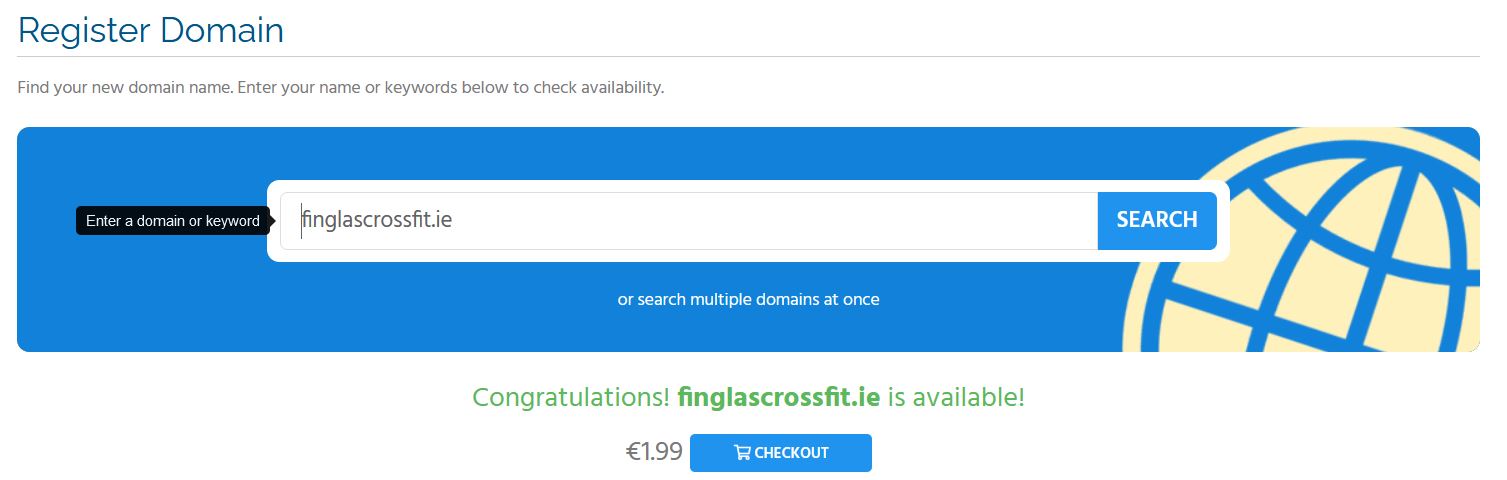 Register Domain
Find your new domain name. Enter your name or keywords below to check availability.
Enter a domain or keyword
finglascrossfit.ie
SEARCH
or search multiple domains at once
Congratulations! finglascrossfit.ie is available!
€1.99 CHECKOUT